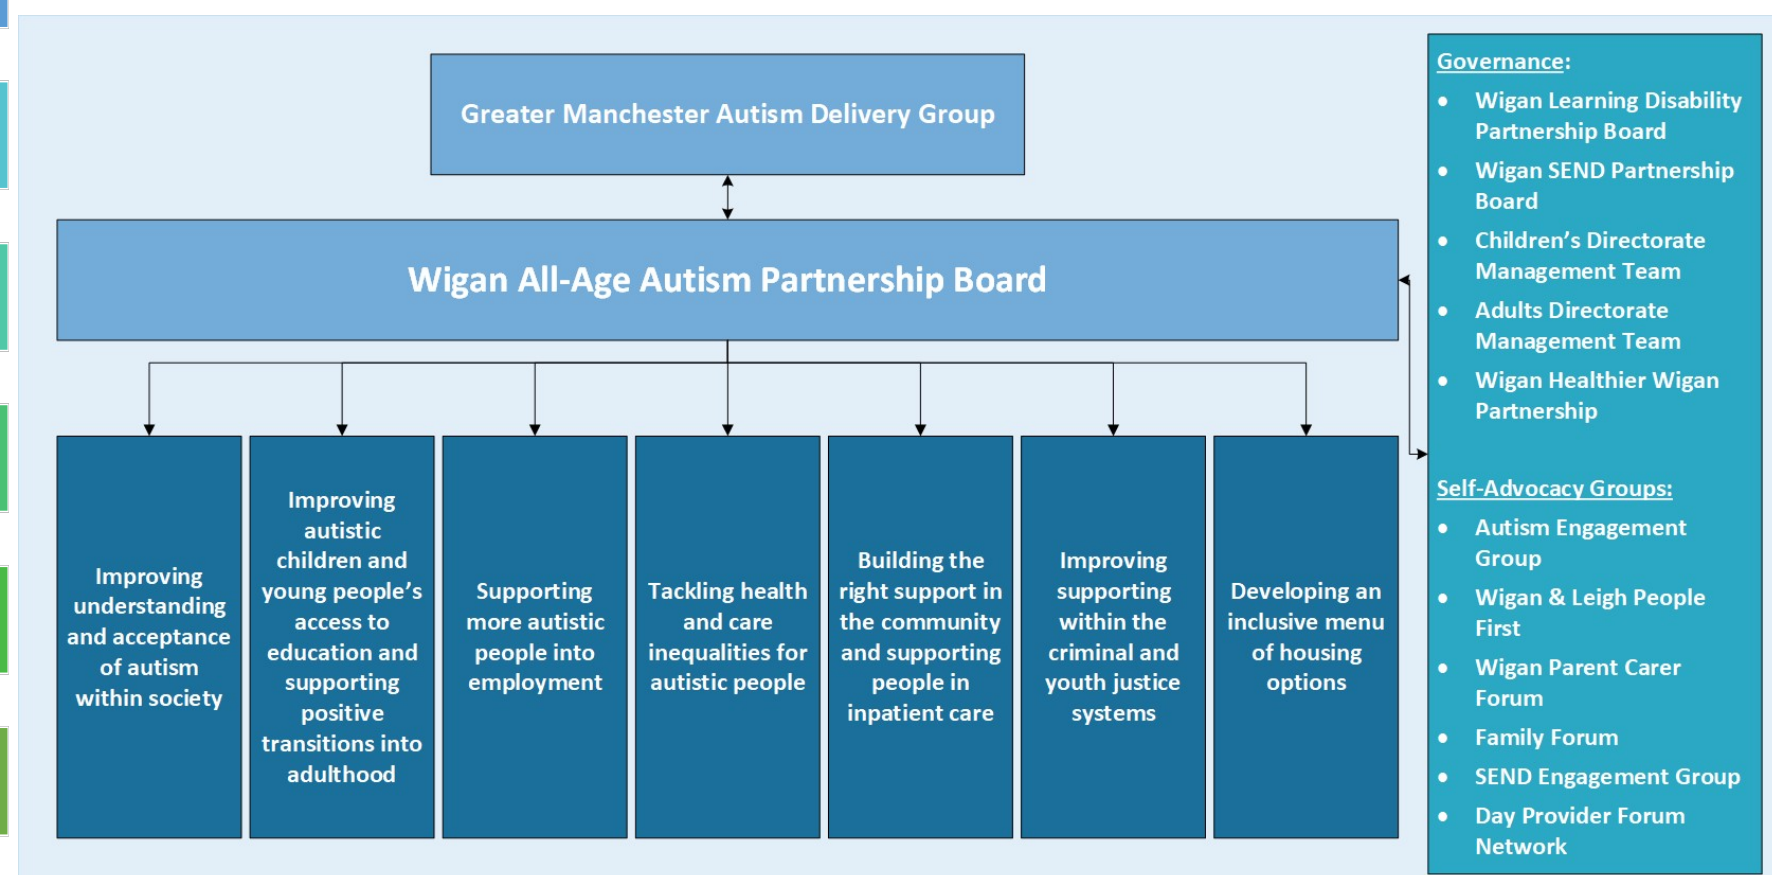 Greater Manchester Autism Delivery Group
Wigan All-Age Autism Partnership Board
Improving
understanding
and acceptance
of autism
within society
Improving
autistic
children and
young people's
access to
education and
supporting
positive
transitions into
adulthood
Supporting
more autistic
people into
employment
Tackling health
and care
inequalities for
autistic people
Building the
right support in
the community
and supporting
people in
inpatient care
Improving
supporting
within the
criminal and
youth justice
systems
Developing an
inclusive menu
of housing
options
Governance:
• Wigan Learning Disability
Partnership Board
• Wigan SEND Partnership
Board
• Children's Directorate
Management Team
• Adults Directorate
Management Team
• Wigan Healthier Wigan
Partnership
Self-Advocacy Groups:
• Autism Engagement
Group
• Wigan & Leigh People
First
• Wigan Parent Carer
Forum
• Family Forum
• SEND Engagement Group
• Day Provider Forum
Network